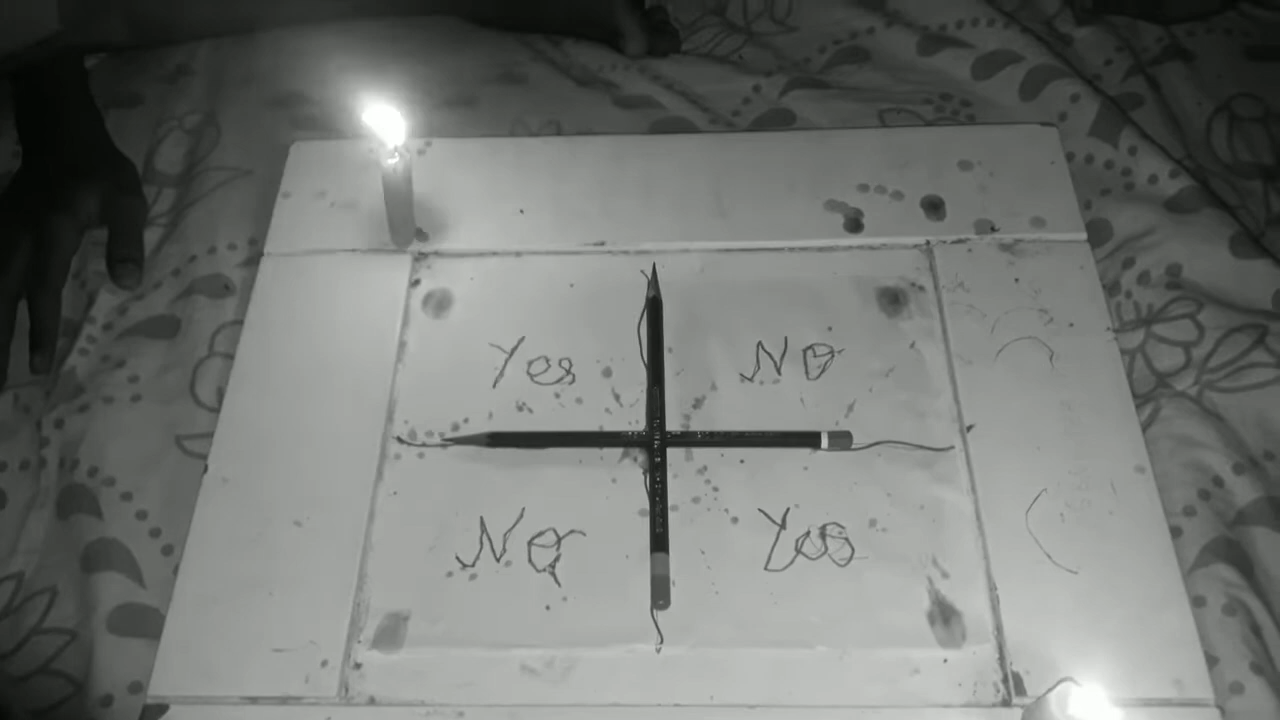 Yes No
No Yes